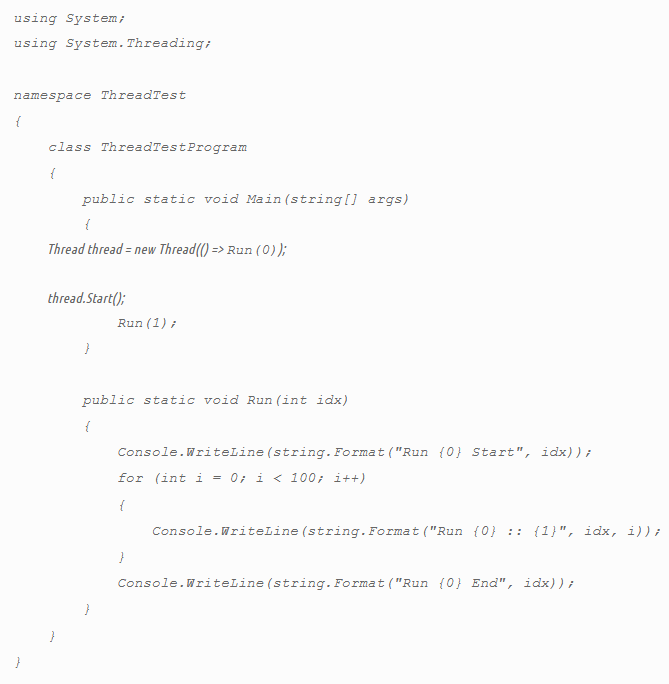 using System;
using System.Threading;
namespace ThreadTest
{
class ThreadTestProgram
{
public static void Main(string[] args)
{
Thread thread = new Thread(() => Run(0));
thread.Start();
Run(1);
}
public static void Run(int idx)
{
Console.WriteLine(string.Format("Run {0} Start", idx));
for (int i = 0; i < 100; i++)
{
Console.WriteLine(string.Format("Run {0} :: {1}", idx, i));
}
Console.WriteLine(string.Format("Run {0} End", idx));
}
}
}